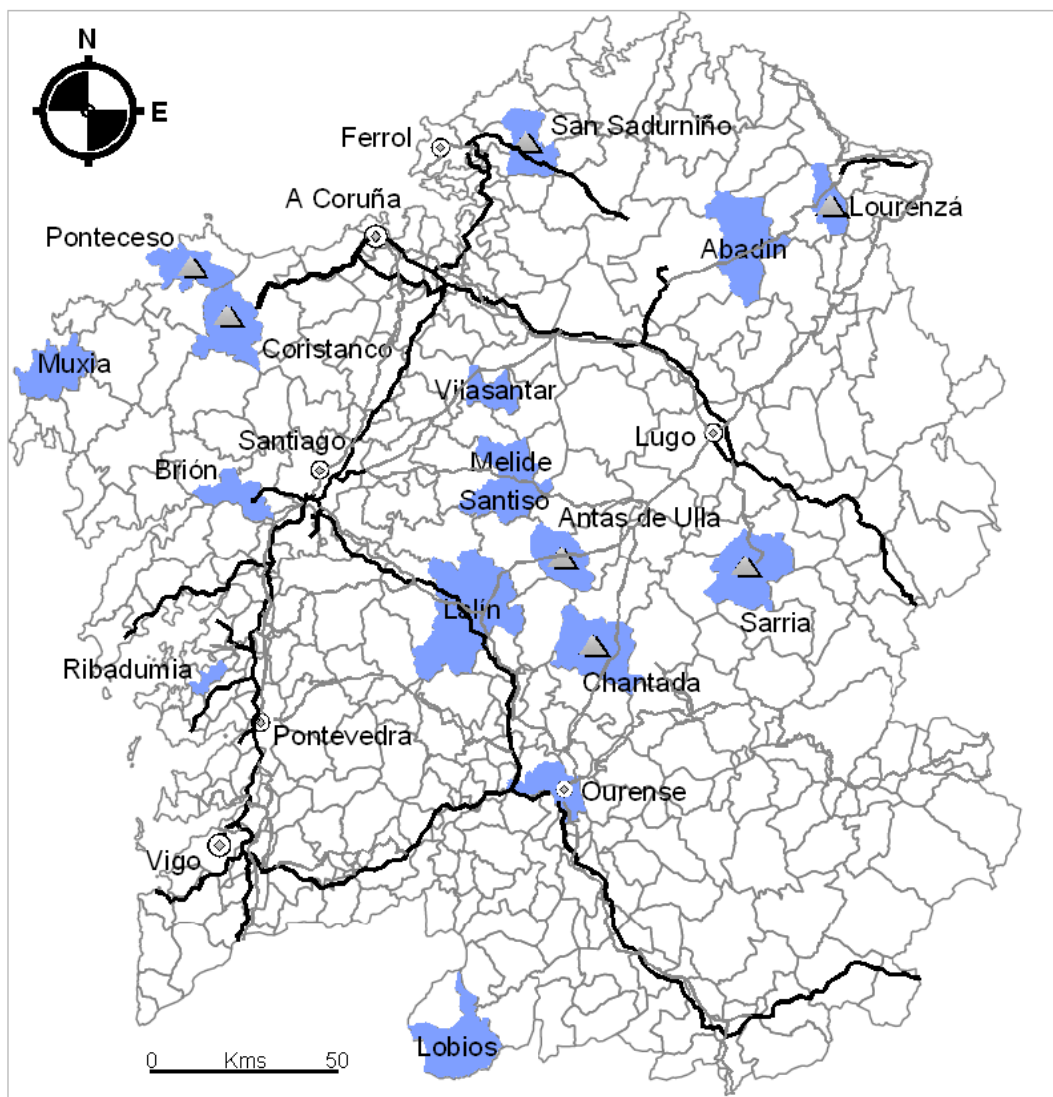 N
E
San Sadurniño
Ferrol
A Coruña
Lourenzá
Ponteceso
Abadín
Coristanco
Muxia
Vilasantar
Santiago
Lugo
Brión
Melide
Santiso
Antas de Ulla
Lalín
Sarria
Ribadumia
Chantada
Pontevedra
Ourense
Vigo
Lobios
0 Kms 50